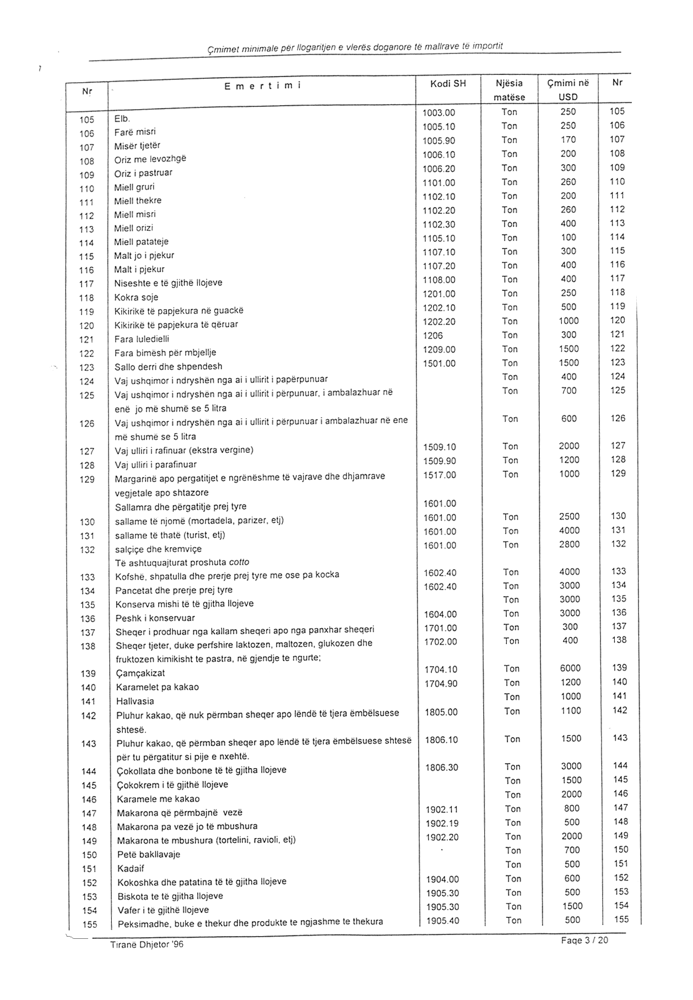 Çmimet minimale për llogaritjen e vlerës doganore të mallrave të importit
Nr E m e r t i m i Kodi SH Njësia matëse Çmimi në USD Nr
105 Elb. 1003.00 Ton 250 105
106 Farë misri 1005.10 Ton 250 106
107 Misër tjetër 1005.90 Ton 170 107
108 Oriz me levozhgë 1006.10 Ton 200 108
109 Oriz i pastruar 1006.20 Ton 300 109
110 Miell gruri 1101.00 Ton 260 110
111 Miell thekre 1102.10 Ton 200 111
112 Miell misri 1102.20 Ton 260 112
113 Miell orizi 1102.30 Ton 400 113
114 Miell patateje 1105.10 Ton 100 114
115 Malt jo i pjekur 1107.10 Ton 300 115
116 Malt i pjekur 1107.20 Ton 400 116
117 Niseshte e të gjithë llojeve 1108.00 Ton 400 117
118 Kokra soje 1201.00 Ton 250 118
119 Kikirikë të papjekura në guackë 1202.10 Ton 500 119
120 Kikirikë të papjekura të qëruar 1202.20 Ton 1000 120
121 Fara luledielli 1206 Ton 300 121
122 Fara bimësh për mbjellje 1209.00 Ton 1500 122
123 Sallo derri dhe shpendesh 1501.00 Ton 1500 123
124 Vaj ushqimor i ndryshën nga ai i ullirit i papërpunuar Ton 400 124
125 Vaj ushqimor i ndryshën nga ai i ullirit i përpunuar, i ambalazhuar në Ton 700 125
enë jo më shumë se 5 litra
126 Vaj ushqimor i ndryshën nga ai i ullirit i përpunuar i ambalazhuar në ene Ton 600 126
më shumë se 5 litra
127 Vaj ulliri i rafinuar (ekstra vergine) 1509.10 Ton 2000 127
128 Vaj ulliri i parafinuar 1509.90 Ton 1200 128
129 Margarinë apo pergatitjet e ngrënëshme të vajrave dhe dhjamrave 1517.00 Ton 1000 129
vegjetale apo shtazore
Sallamra dhe përgatitje prej tyre 1601.00
130 sallame të njomë (mortadela, parizer, etj) 1601.00 Ton 2500 130
131 sallame të thatë (turist, etj) 1601.00 Ton 4000 131
132 salçiçe dhe kremviçe 1601.00 Ton 2800 132
Të ashtuquajturat proshuta cotto
133 Kofshë, shpatulla dhe prerje prej tyre me ose pa kocka 1602.40 Ton 4000 133
134 Pancetat dhe prerje prej tyre 1602.40 Ton 3000 134
135 Konserva mishi të të gjitha llojeve Ton 3000 135
136 Peshk i konservuar 1604.00 Ton 3000 136
137 Sheqer i prodhuar nga kallam sheqeri apo nga panxhar sheqeri 1701.00 Ton 300 137
138 Sheqer tjeter, duke perfshire laktozen, maltozen, glukozen dhe 1702.00 Ton 400 138
fruktozen kimikisht te pastra, në gjendje te ngurte;
139 Çamçakizat 1704.10 Ton 6000 139
140 Karamelet pa kakao 1704.90 Ton 1200 140
141 Hallvasia Ton 1000 141
142 Pluhur kakao, që nuk përmban sheqer apo lëndë të tjera ëmbëlsuese 1805.00 Ton 1100 142
shtesë.
143 Pluhur kakao, që përmban sheqer apo lëndë të tjera ëmbëlsuese shtesë 1806.10 Ton 1500 143
për tu përgatitur si pije e nxehtë.
144 Çokollata dhe bonbone të të gjitha llojeve 1806.30 Ton 3000 144
145 Çokokrem i të gjithë llojeve Ton 1500 145
146 Karamele me kakao Ton 2000 146
147 Makarona që përmbajnë vezë 1902.11 Ton 800 147
148 Makarona pa vezë jo të mbushura 1902.19 Ton 500 148
149 Makarona te mbushura (tortelini, ravioli, etj) 1902.20 Ton 2000 149
150 Petë bakllavaje Ton 700 150
151 Kadaif Ton 500 151
152 Kokoshka dhe patatina të të gjitha llojeve 1904.00 Ton 600 152
153 Biskota te të gjitha llojeve 1905.30 Ton 500 153
154 Vafer i të gjithë llojeve 1905.30 Ton 1500 154
155 Peksimadhe, buke e thekur dhe produkte te ngjashme te thekura 1905.40 Ton 500 155
Tiranë Dhjetor '96 Faqe 3 / 20